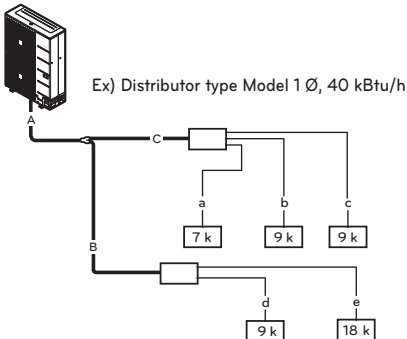 Ex) Distributor type Model 1 Ø, 40 kBtu/h
A
C
a
b
c
7 k
9 k
9 k
B
d
e
9 k
18 k